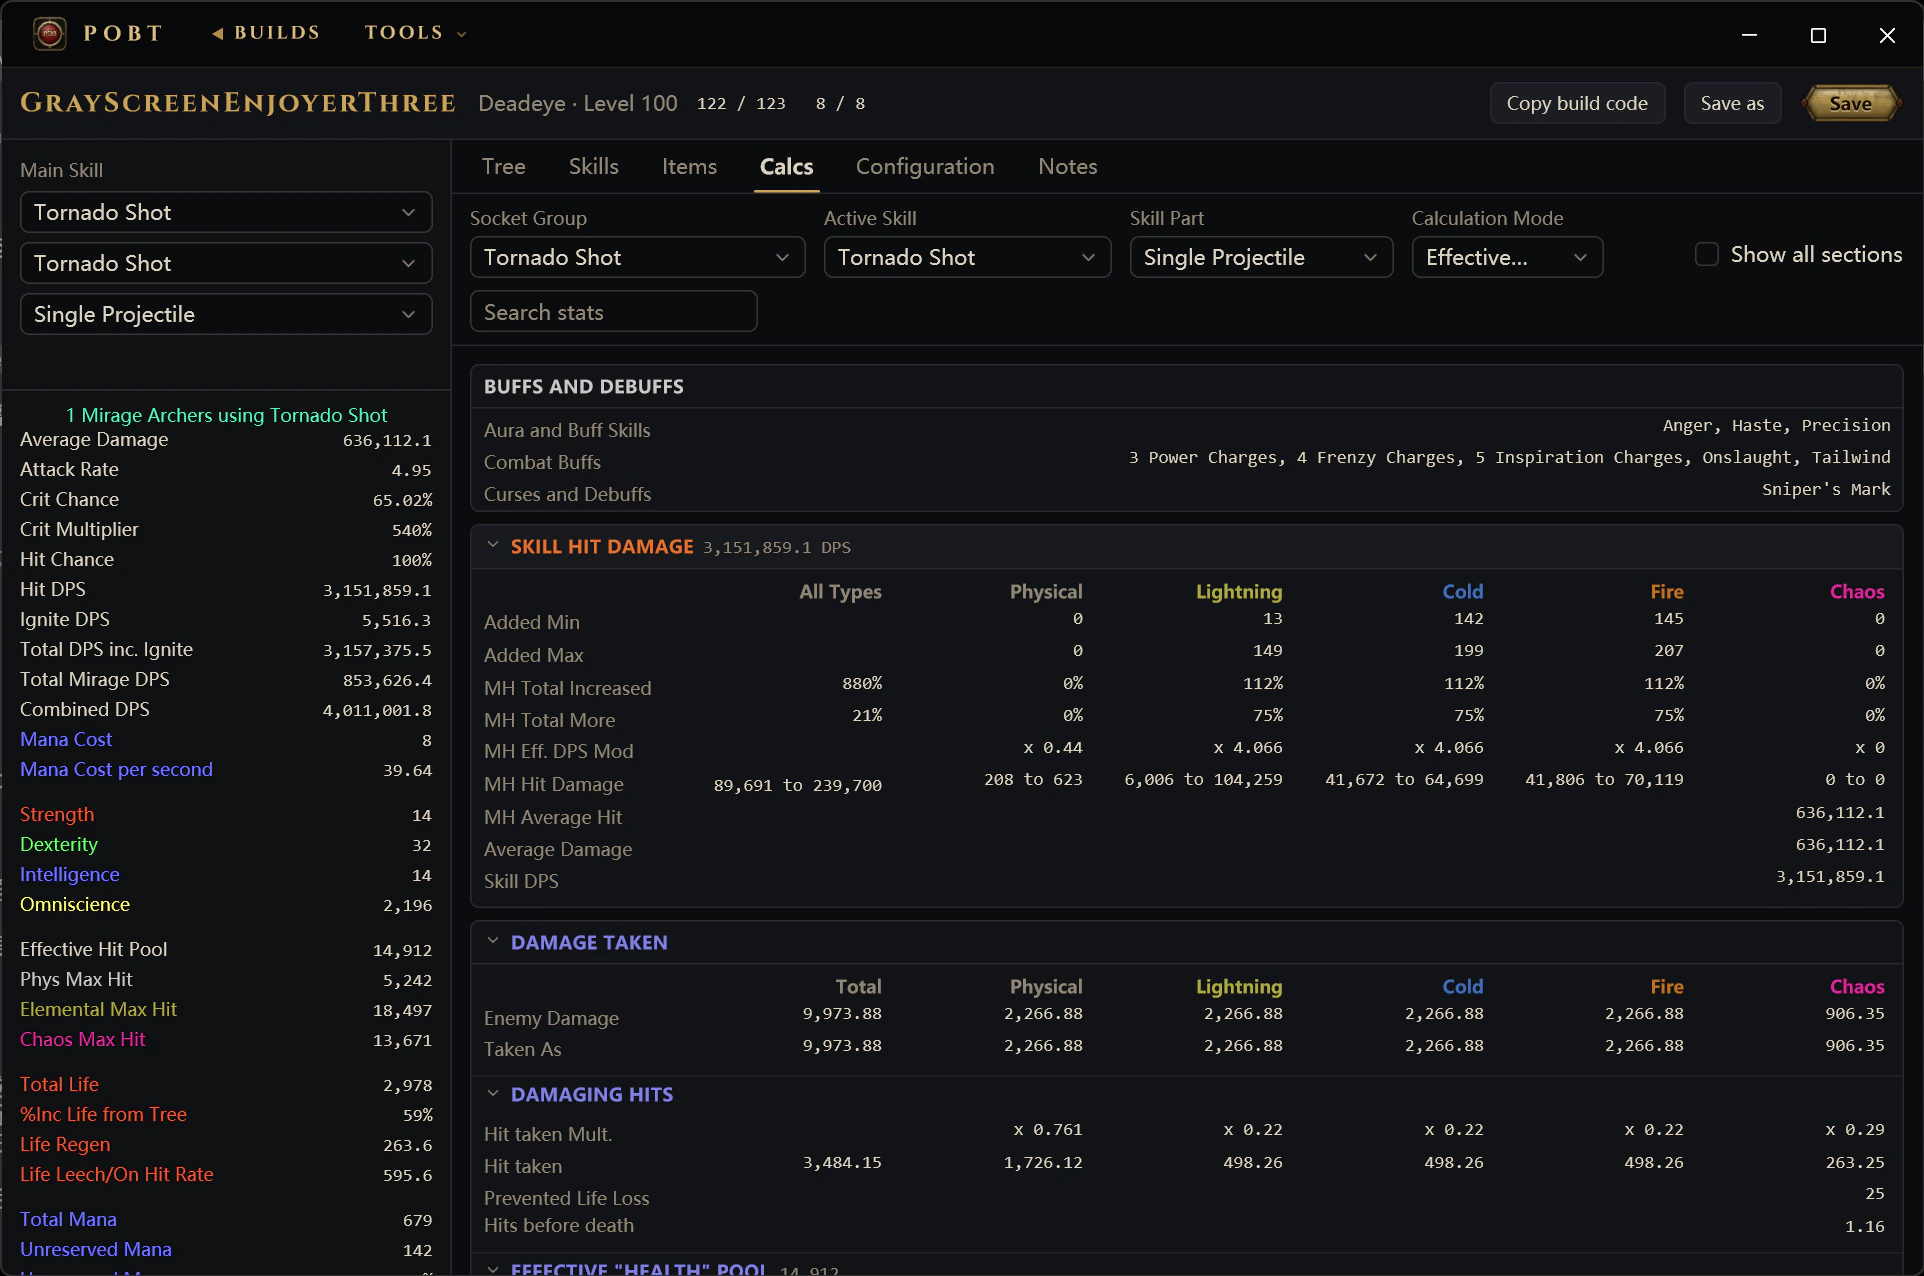 POBT
BUILDS
TOOLS
GrayScreenEnjoyerThree
Deadeye · Level 100
122 / 123
8 / 8
Copy build code
Save as
Save
Main Skill
Tornado Shot
Tornado Shot
Single Projectile
1 Mirage Archers using Tornado Shot
Average Damage 636,112.1
Attack Rate 4.95
Crit Chance 65.02%
Crit Multiplier 540%
Hit Chance 100%
Hit DPS 3,151,859.1
Ignite DPS 5,516.3
Total DPS inc. Ignite 3,157,375.5
Total Mirage DPS 853,626.4
Combined DPS 4,011,001.8
Mana Cost 8
Mana Cost per second 39.64
Strength 14
Dexterity 32
Intelligence 14
Omniscience 2,196
Effective Hit Pool 14,912
Phys Max Hit 5,242
Elemental Max Hit 18,497
Chaos Max Hit 13,671
Total Life 2,978
%Inc Life from Tree 59%
Life Regen 263.6
Life Leech/On Hit Rate 595.6
Total Mana 679
Unreserved Mana 142
Tree Skills Items Calcs Configuration Notes
Socket Group Active Skill Skill Part Calculation Mode
Tornado Shot Tornado Shot Single Projectile Effective... Show all sections
Search stats
BUFFS AND DEBUFFS
Aura and Buff Skills Anger, Haste, Precision
Combat Buffs 3 Power Charges, 4 Frenzy Charges, 5 Inspiration Charges, Onslaught, Tailwind
Curses and Debuffs Sniper's Mark
SKILL HIT DAMAGE 3,151,859.1 DPS
All Types Physical Lightning Cold Fire Chaos
Added Min 0 13 142 145 0
Added Max 0 149 199 207 0
MH Total Increased 880% 0% 112% 112% 112% 0%
MH Total More 21% 0% 75% 75% 75% 0%
MH Eff. DPS Mod x 0.44 x 4.066 x 4.066 x 4.066 x 0
MH Hit Damage 89,691 to 239,700 208 to 623 6,006 to 104,259 41,672 to 64,699 41,806 to 70,119 0 to 0
MH Average Hit 636,112.1
Average Damage 636,112.1
Skill DPS 3,151,859.1
DAMAGE TAKEN
Total Physical Lightning Cold Fire Chaos
Enemy Damage 9,973.88 2,266.88 2,266.88 2,266.88 2,266.88 906.35
Taken As 9,973.88 2,266.88 2,266.88 2,266.88 2,266.88 906.35
DAMAGING HITS
Hit taken Mult. x 0.761 x 0.22 x 0.22 x 0.22 x 0.29
Hit taken 3,484.15 1,726.12 498.26 498.26 498.26 263.25
Prevented Life Loss 25
Hits before death 1.16
EFFECTIVE "HEALTH" POOL 14,912